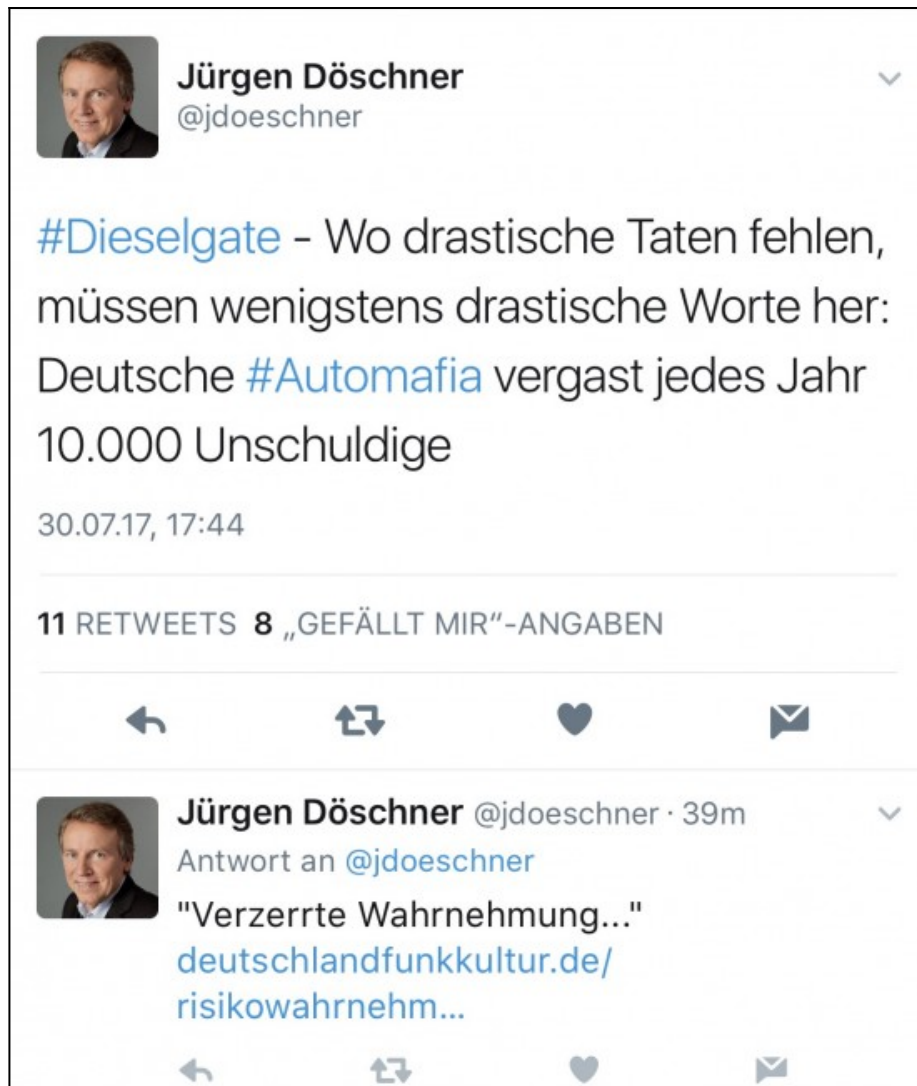 Jürgen Döschner
@jdoeschner
#Dieselgate - Wo drastische Taten fehlen,
müssen wenigstens drastische Worte her:
Deutsche #Automafia vergast jedes Jahr
10.000 Unschuldige
30.07.17, 17:44
11 RETWEETS 8 „GEFÄLLT MIR“-ANGABEN
Jürgen Döschner @jdoeschner · 39m
Antwort an @jdoeschner
"Verzerrte Wahrnehmung..."
deutschlandfunkkultur.de/
risikowahrnehm...